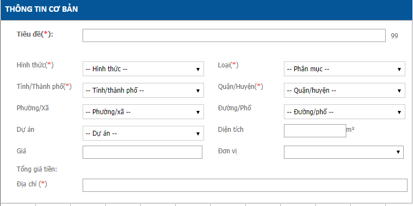 THÔNG TIN CƠ BẢN
Tiêu đề(*): 99
Hình thức(*) -- Hình thức -- Loại(*) -- Phân mục --
Tỉnh/Thành phố(*) -- Tỉnh/thành phố -- Quận/Huyện(*) -- Quận/huyện --
Phường/Xã -- Phường/xã -- Đường/Phố -- Đường/phố --
Dự án -- Dự án -- Diện tích m²
Giá Đơn vị
Tổng giá tiền:
Địa chỉ (*)